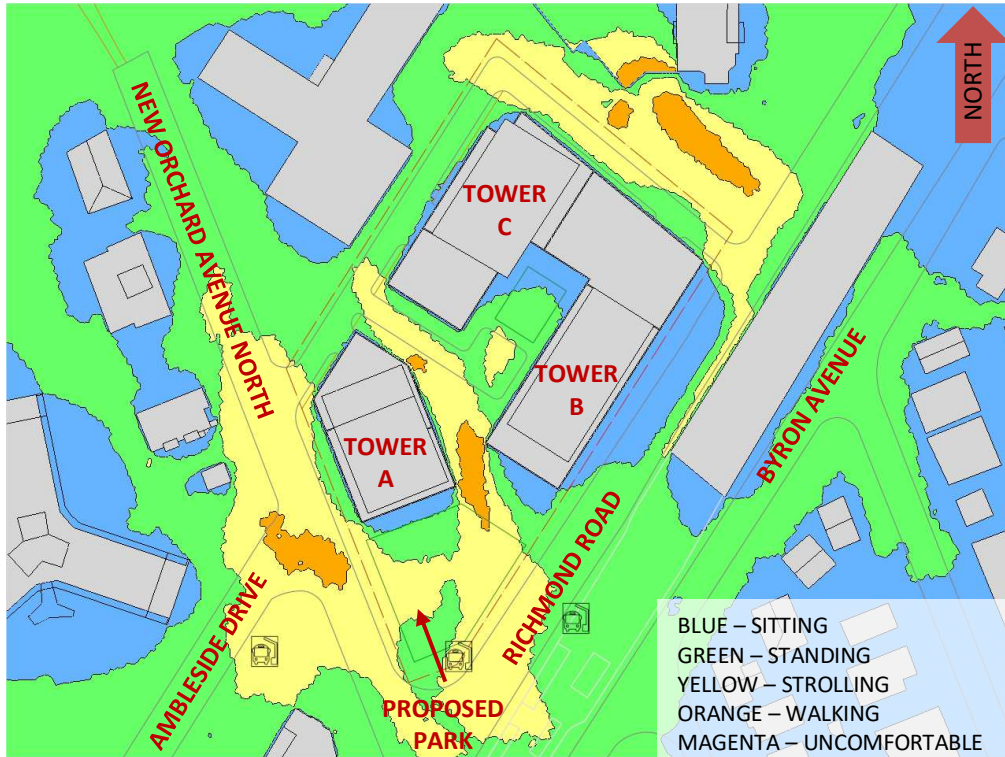 NORTH
NEW ORCHARD AVENUE NORTH
TOWER
C
TOWER
B
TOWER
A
BYRON AVENUE
RICHMOND ROAD
AMBLESIDE DRIVE
PROPOSED
PARK
BLUE – SITTING
GREEN – STANDING
YELLOW – STROLLING
ORANGE – WALKING
MAGENTA – UNCOMFORTABLE